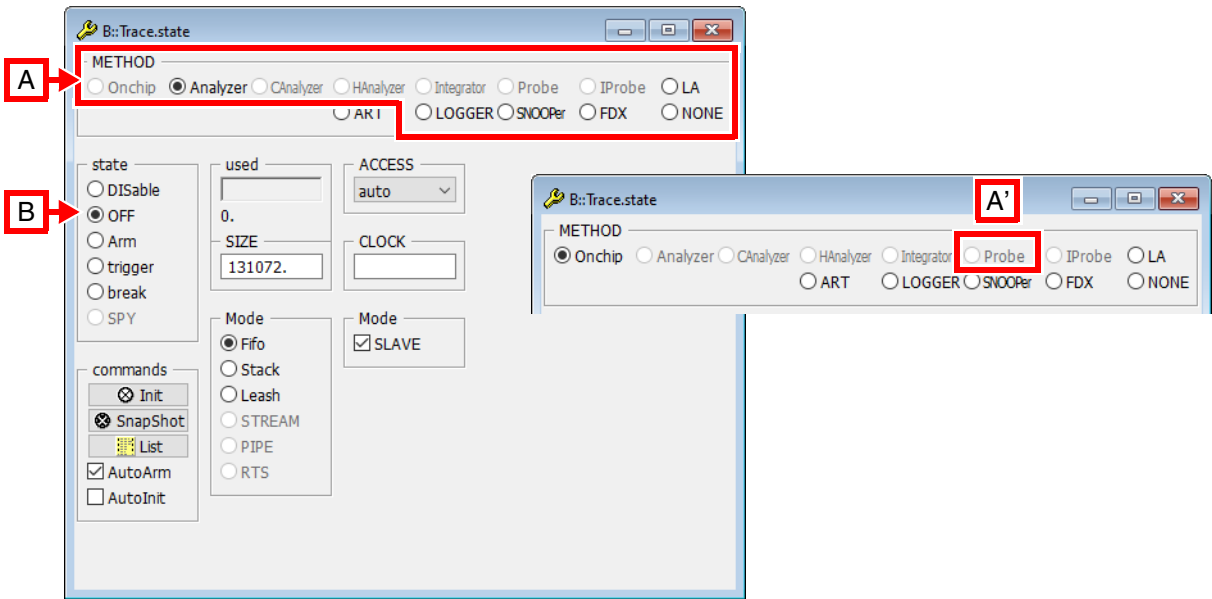 B::Trace.state
METHOD
A
Onchip Analyzer CAnalyzer HAnalyzer Integrator Probe IProbe LA
ART LOGGER SNOOPer FDX NONE
state
DISable
B
OFF
Arm
trigger
break
SPY
used
0.
SIZE
131072.
ACCESS
auto
CLOCK
Mode
Fifo
Stack
Leash
STREAM
PIPE
RTS
Mode
SLAVE
commands
Init
SnapShot
List
AutoArm
AutoInit
B::Trace.state
A'
METHOD
Onchip Analyzer CAnalyzer HAnalyzer Integrator Probe IProbe LA
ART LOGGER SNOOPer FDX NONE